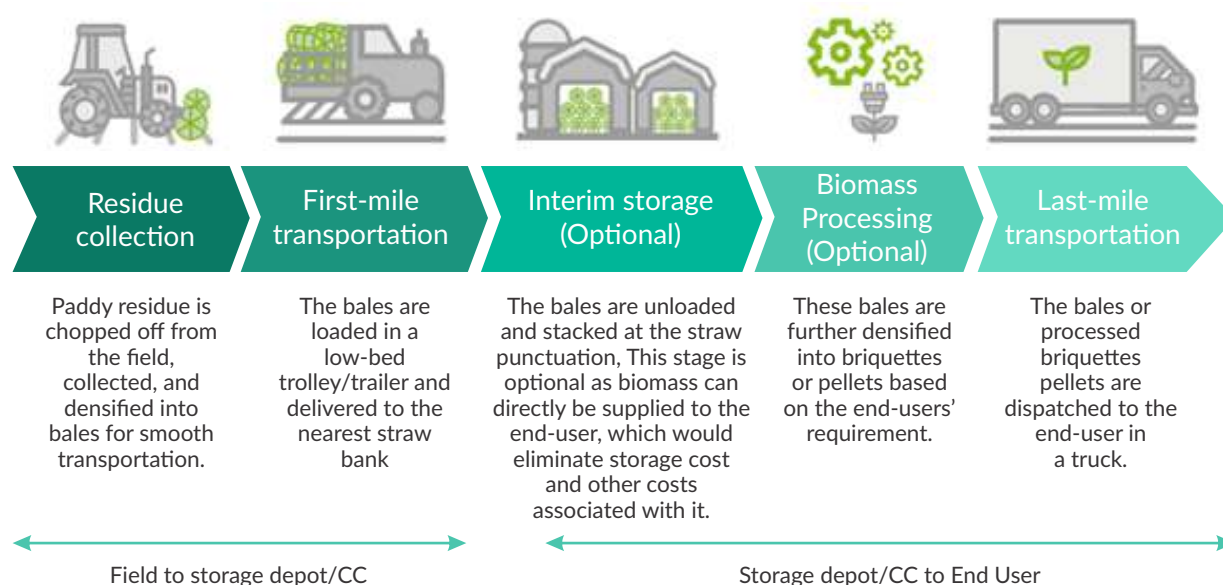 Residue
collection
First-mile
transportation
Interim storage
(Optional)
Biomass
Processing
(Optional)
Last-mile
transportation
Paddy residue is
chopped off from
the field,
collected, and
densified into
bales for smooth
transportation.
The bales are
loaded in a
low-bed
trolley/trailer and
delivered to the
nearest straw
bank
The bales are unloaded
and stacked at the straw
punctuation, This stage is
optional as biomass can
directly be supplied to the
end-user, which would
eliminate storage cost
and other costs
associated with it.
These bales are
further densified
into briquettes
or pellets based
on the end-users’
requirement.
The bales or
processed
briquettes
pellets are
dispatched to the
end-user in
a truck.
Field to storage depot/CC
Storage depot/CC to End User